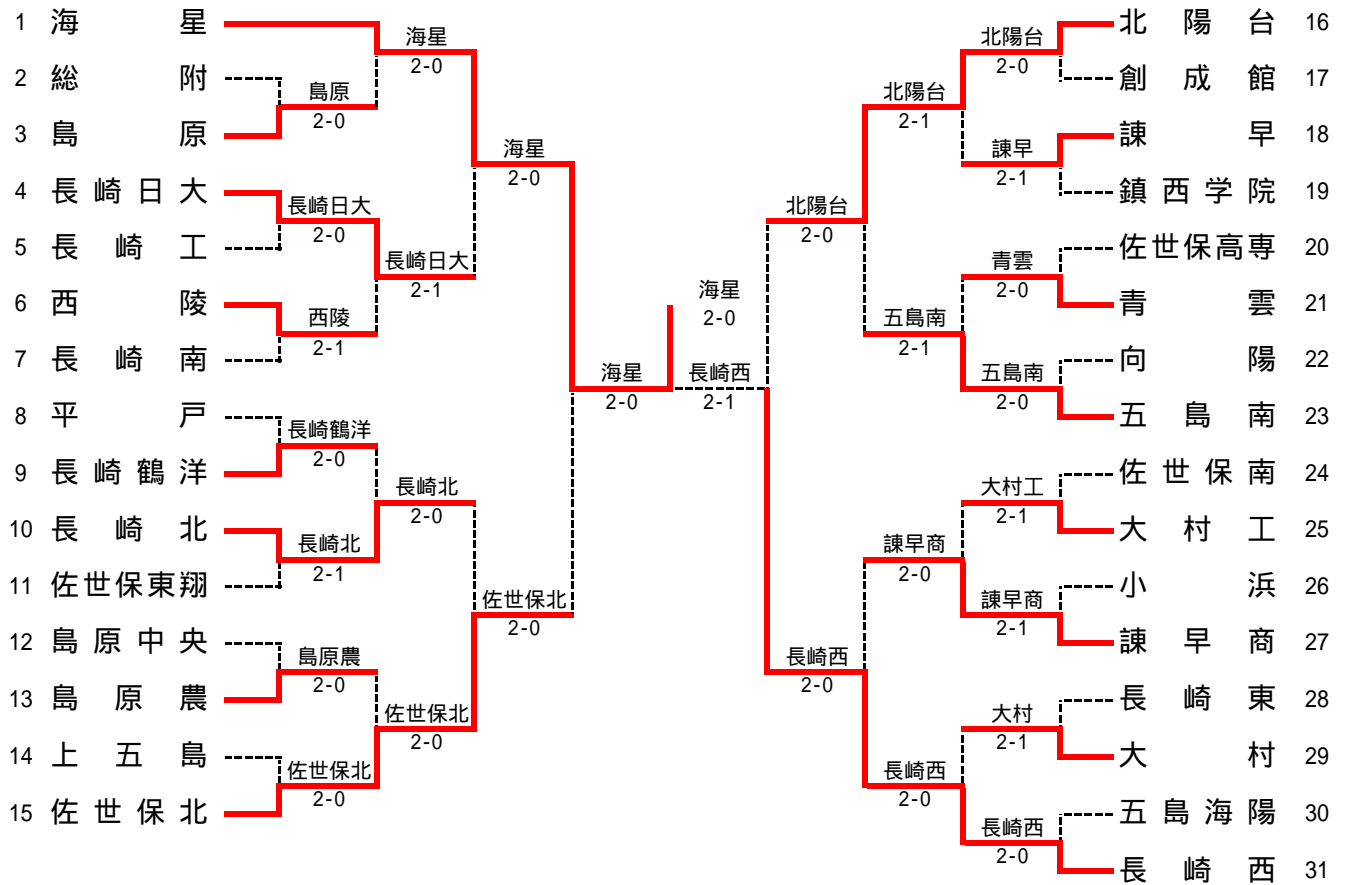 1 海星
2 総附
3 島原
4 長崎日大
5 長崎工
6 西陵
7 長崎南
8 平戸
9 長崎鶴洋
10 長崎北
11 佐世保東翔
12 島原中央
13 島原農
14 上五島
15 佐世保北
島原
2-0
長崎日大
2-0
西陵
2-1
長崎鶴洋
2-0
長崎北
2-1
島原農
2-0
佐世保北
2-0
海星
2-0
長崎日大
2-1
長崎北
2-0
佐世保北
2-0
海星
2-0
佐世保北
2-0
海星
2-0
海星
2-0
長崎西
2-1
北陽台
2-0
長崎西
2-0
北陽台
2-1
五島南
2-1
諫早商
2-0
長崎西
2-0
北陽台
2-0
諫早
2-1
青雲
2-0
五島南
2-0
大村工
2-1
諫早商
2-1
大村
2-1
長崎西
2-0
北陽台 16
創成館 17
諫早 18
鎮西学院 19
佐世保高専 20
青雲 21
向陽 22
五島南 23
佐世保南 24
大村工 25
小浜 26
諫早商 27
長崎東 28
大村 29
五島海陽 30
長崎西 31